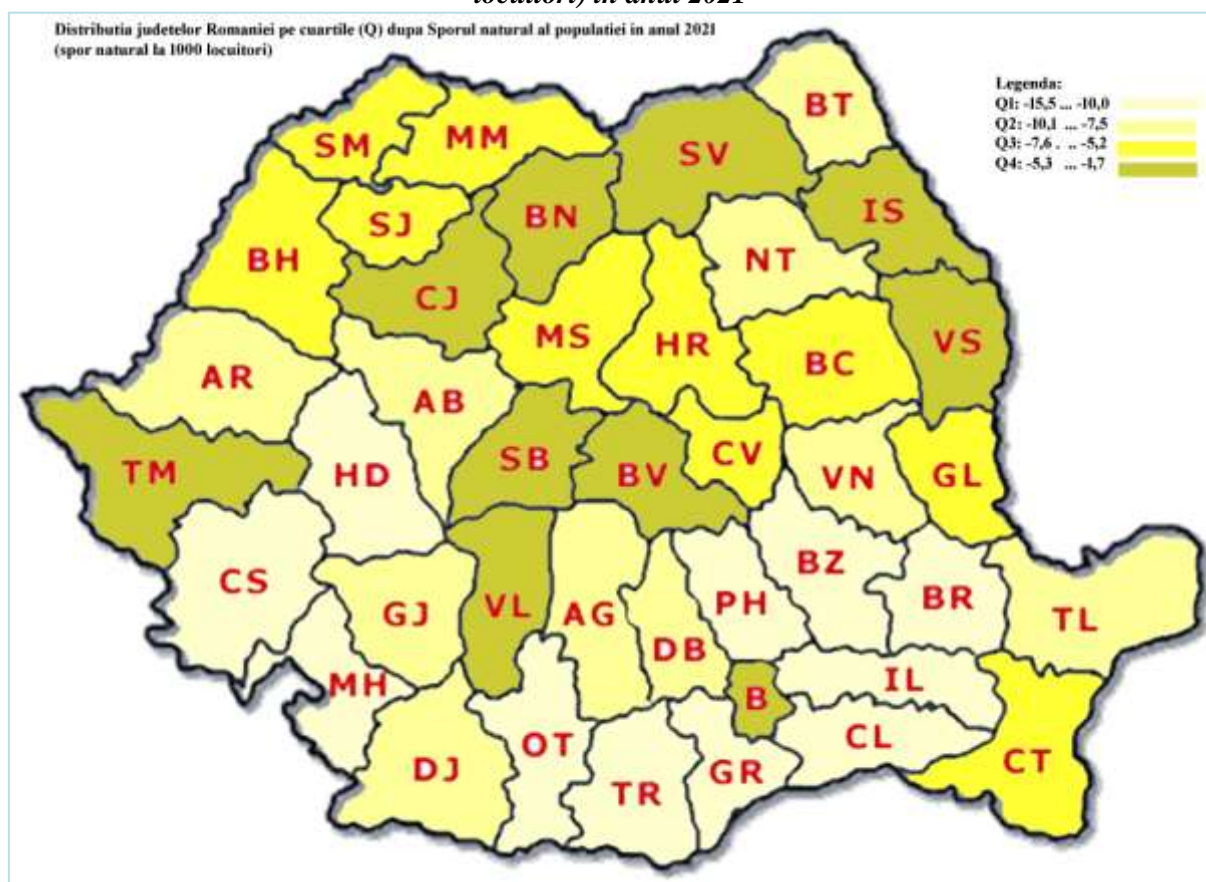 locuitori) în anul 2021
Distributia judetelor Romaniei pe cuartile (Q) dupa Sporul natural al populatiei in anul 2021
(spor natural la 1000 locuitori)
Legenda:
Q1: -15,5 ... -10,0
Q2: -10,1 ... -7,5
Q3: -7,6 . .. -5,2
Q4: -5,3 ... -1,7
BT
SM
MM
SV
IS
SJ
BN
BH
NT
CJ
MS
HR
BC
VS
AR
AB
TM
HD
SB
BV
CV
VN
GL
CS
GJ
VL
AG
DB
PH
BZ
BR
TL
MH
B
IL
DJ
OT
TR
GR
CL
CT